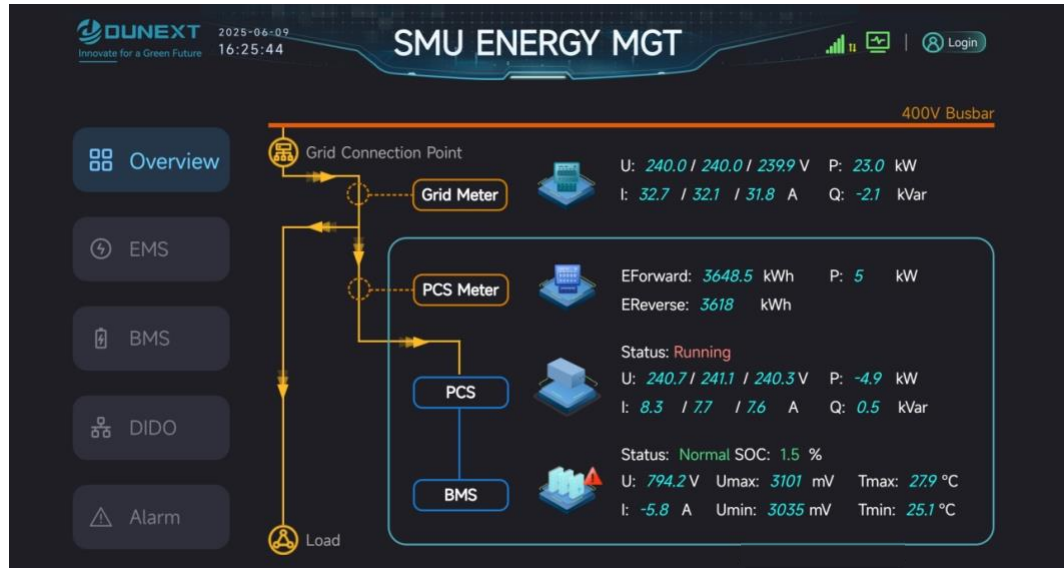 DUNEXT
Innovate for a Green Future
2025-06-09
16:25:44
SMU ENERGY MGT
Login
400V Busbar
Overview
EMS
BMS
DIDO
Alarm
Grid Connection Point
Grid Meter
U: 240.0 / 240.0 / 239.9 V P: 23.0 kW
I: 32.7 / 32.1 / 31.8 A Q: -2.1 kVar
PCS Meter
EForward: 3648.5 kWh P: 5 kW
EReverse: 3618 kWh
PCS
Status: Running
U: 240.7 / 241.1 / 240.3 V P: -4.9 kW
I: 8.3 / 7.7 / 7.6 A Q: 0.5 kVar
BMS
Status: Normal SOC: 1.5 %
U: 794.2 V Umax: 3101 mV Tmax: 27.9 °C
I: -5.8 A Umin: 3035 mV Tmin: 25.1 °C
Load